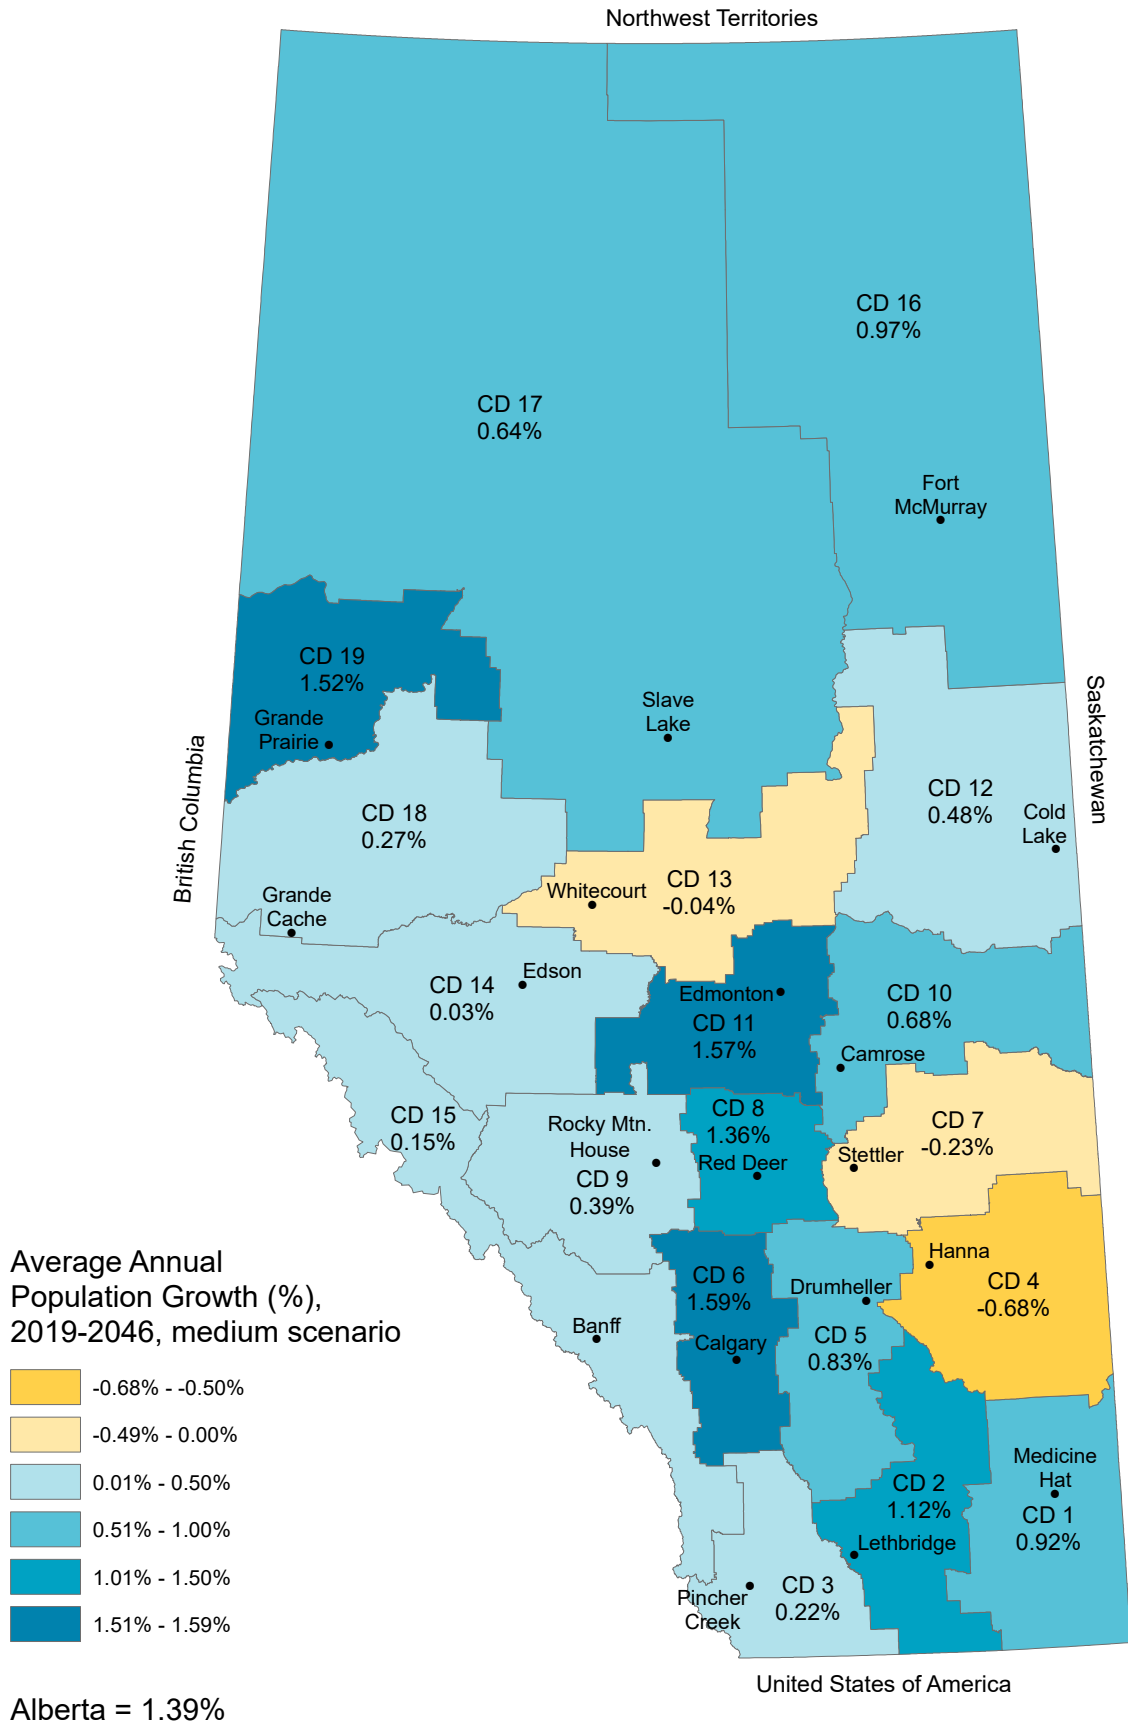 Northwest Territories
CD 16
0.97%
CD 17
0.64%
Fort
McMurray
CD 19
1.52%
Grande
Prairie
Slave
Lake
Saskatchewan
British Columbia
CD 12
0.48%
Cold
Lake
CD 18
0.27%
CD 13
-0.04%
Whitecourt
Grande
Cache
Edson
CD 14
0.03%
Edmonton
CD 11
1.57%
CD 10
0.68%
Camrose
CD 15
0.15%
Rocky Mtn.
House
CD 9
0.39%
CD 8
1.36%
Red Deer
CD 7
-0.23%
Stettler
Hanna
CD 4
-0.68%
CD 6
1.59%
Calgary
Drumheller
CD 5
0.83%
Banff
Average Annual
Population Growth (%),
2019-2046, medium scenario
-0.68% - -0.50%
-0.49% - 0.00%
0.01% - 0.50%
0.51% - 1.00%
1.01% - 1.50%
1.51% - 1.59%
Medicine
Hat
CD 1
0.92%
CD 2
1.12%
Lethbridge
CD 3
0.22%
Pincher
Creek
United States of America
Alberta = 1.39%